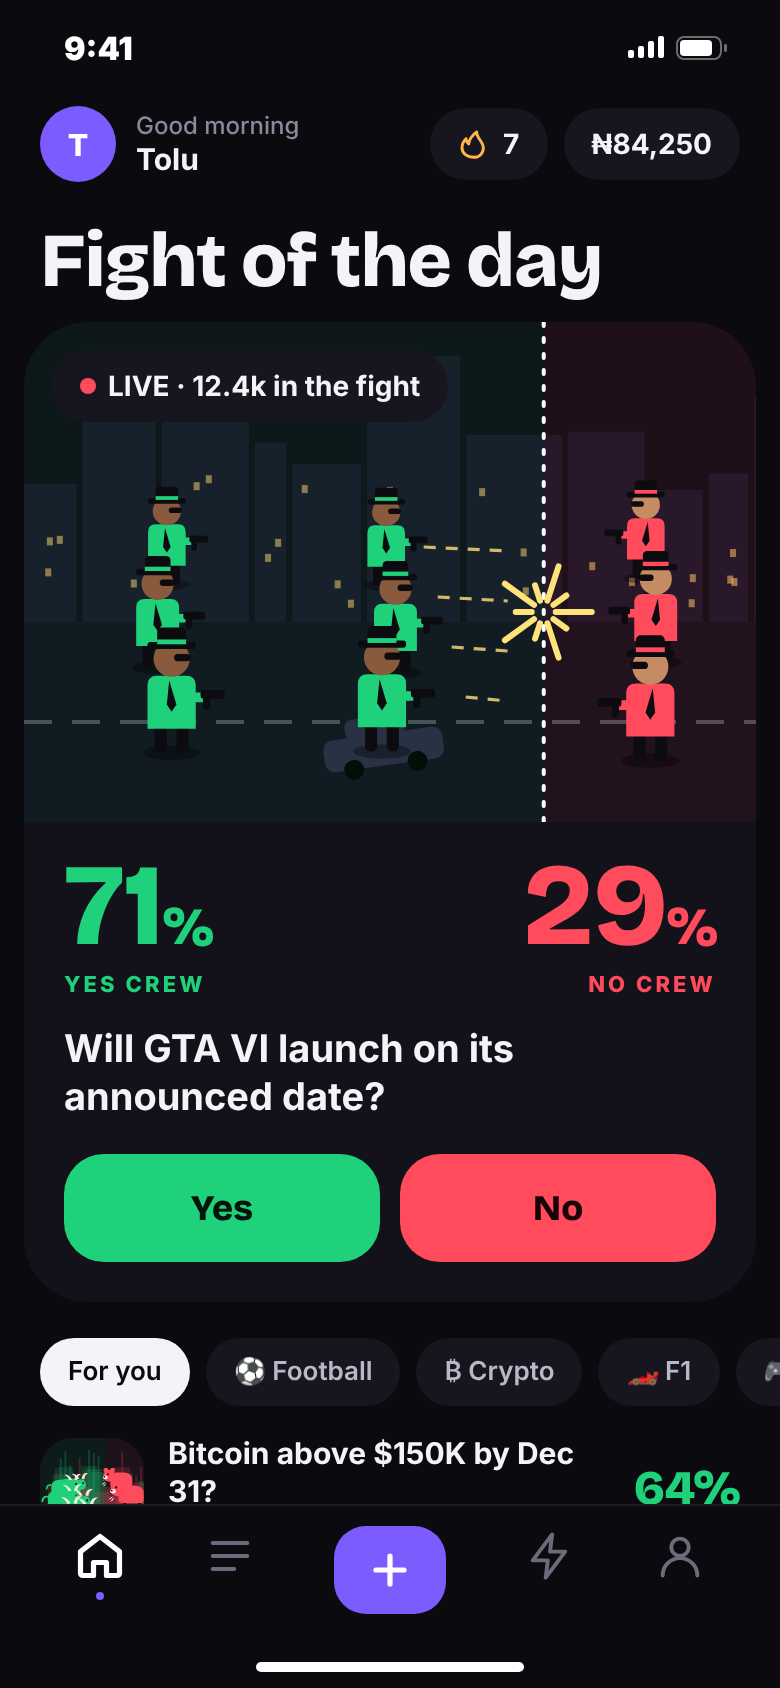 9:41
T
Good morning
Tolu
7
₦84,250
Fight of the day
LIVE · 12.4k in the fight
71%
29%
YES CREW
NO CREW
Will GTA VI launch on its
announced date?
Yes
No
For you
⚽ Football
₿ Crypto
🏎️ F1
🎮
Bitcoin above $150K by Dec
31?
64%